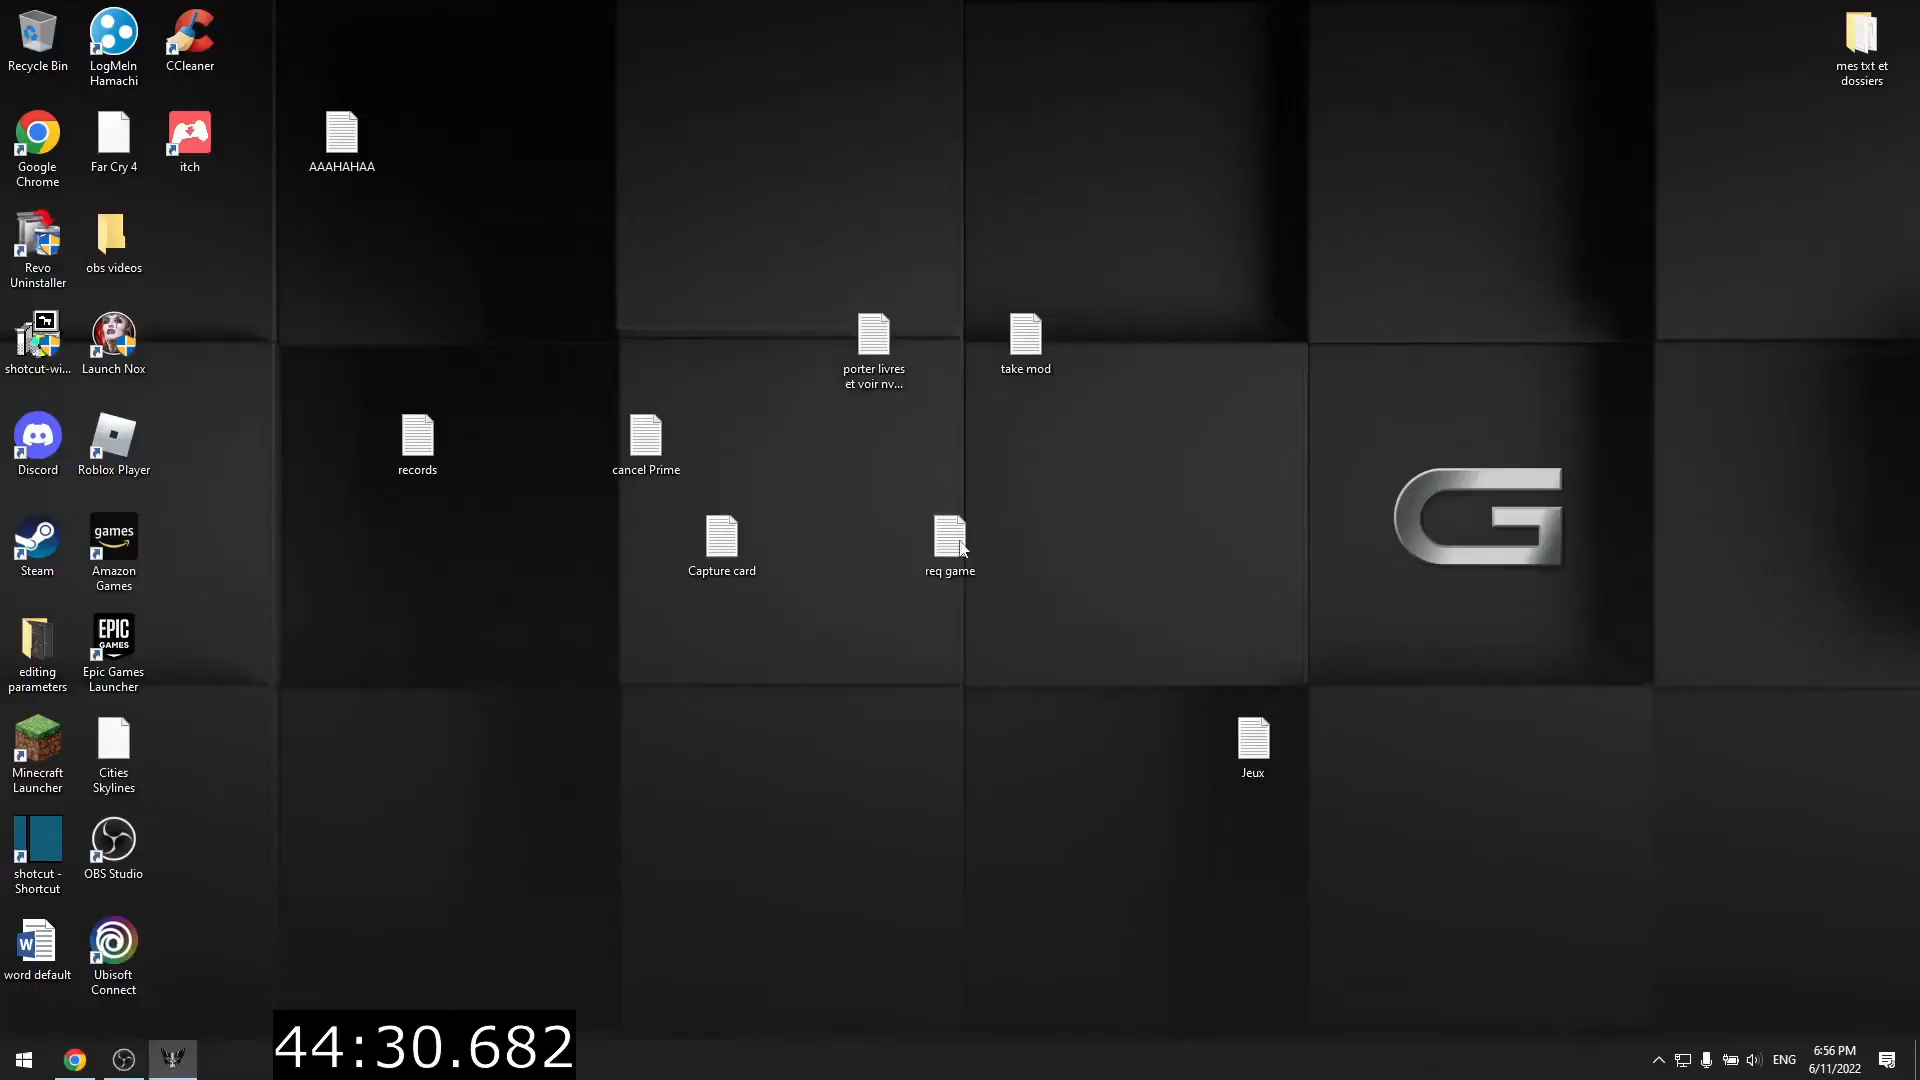 Recycle Bin
LogMeIn
Hamachi
CCleaner
mes txt et
dossiers
Google
Chrome
Far Cry 4
itch
AAAHAHAA
Revo
Uninstaller
obs videos
shotcut-wi...
Launch Nox
porter livres
et voir nv...
take mod
Discord
Roblox Player
records
cancel Prime
Steam
games
Amazon
Games
Capture card
req game
editing
parameters
EPIC
GAMES
Epic Games
Launcher
Minecraft
Launcher
Cities
Skylines
Jeux
shotcut -
Shortcut
OBS Studio
W
word default
Ubisoft
Connect
G
44:30.682
ENG
6:56 PM
6/11/2022